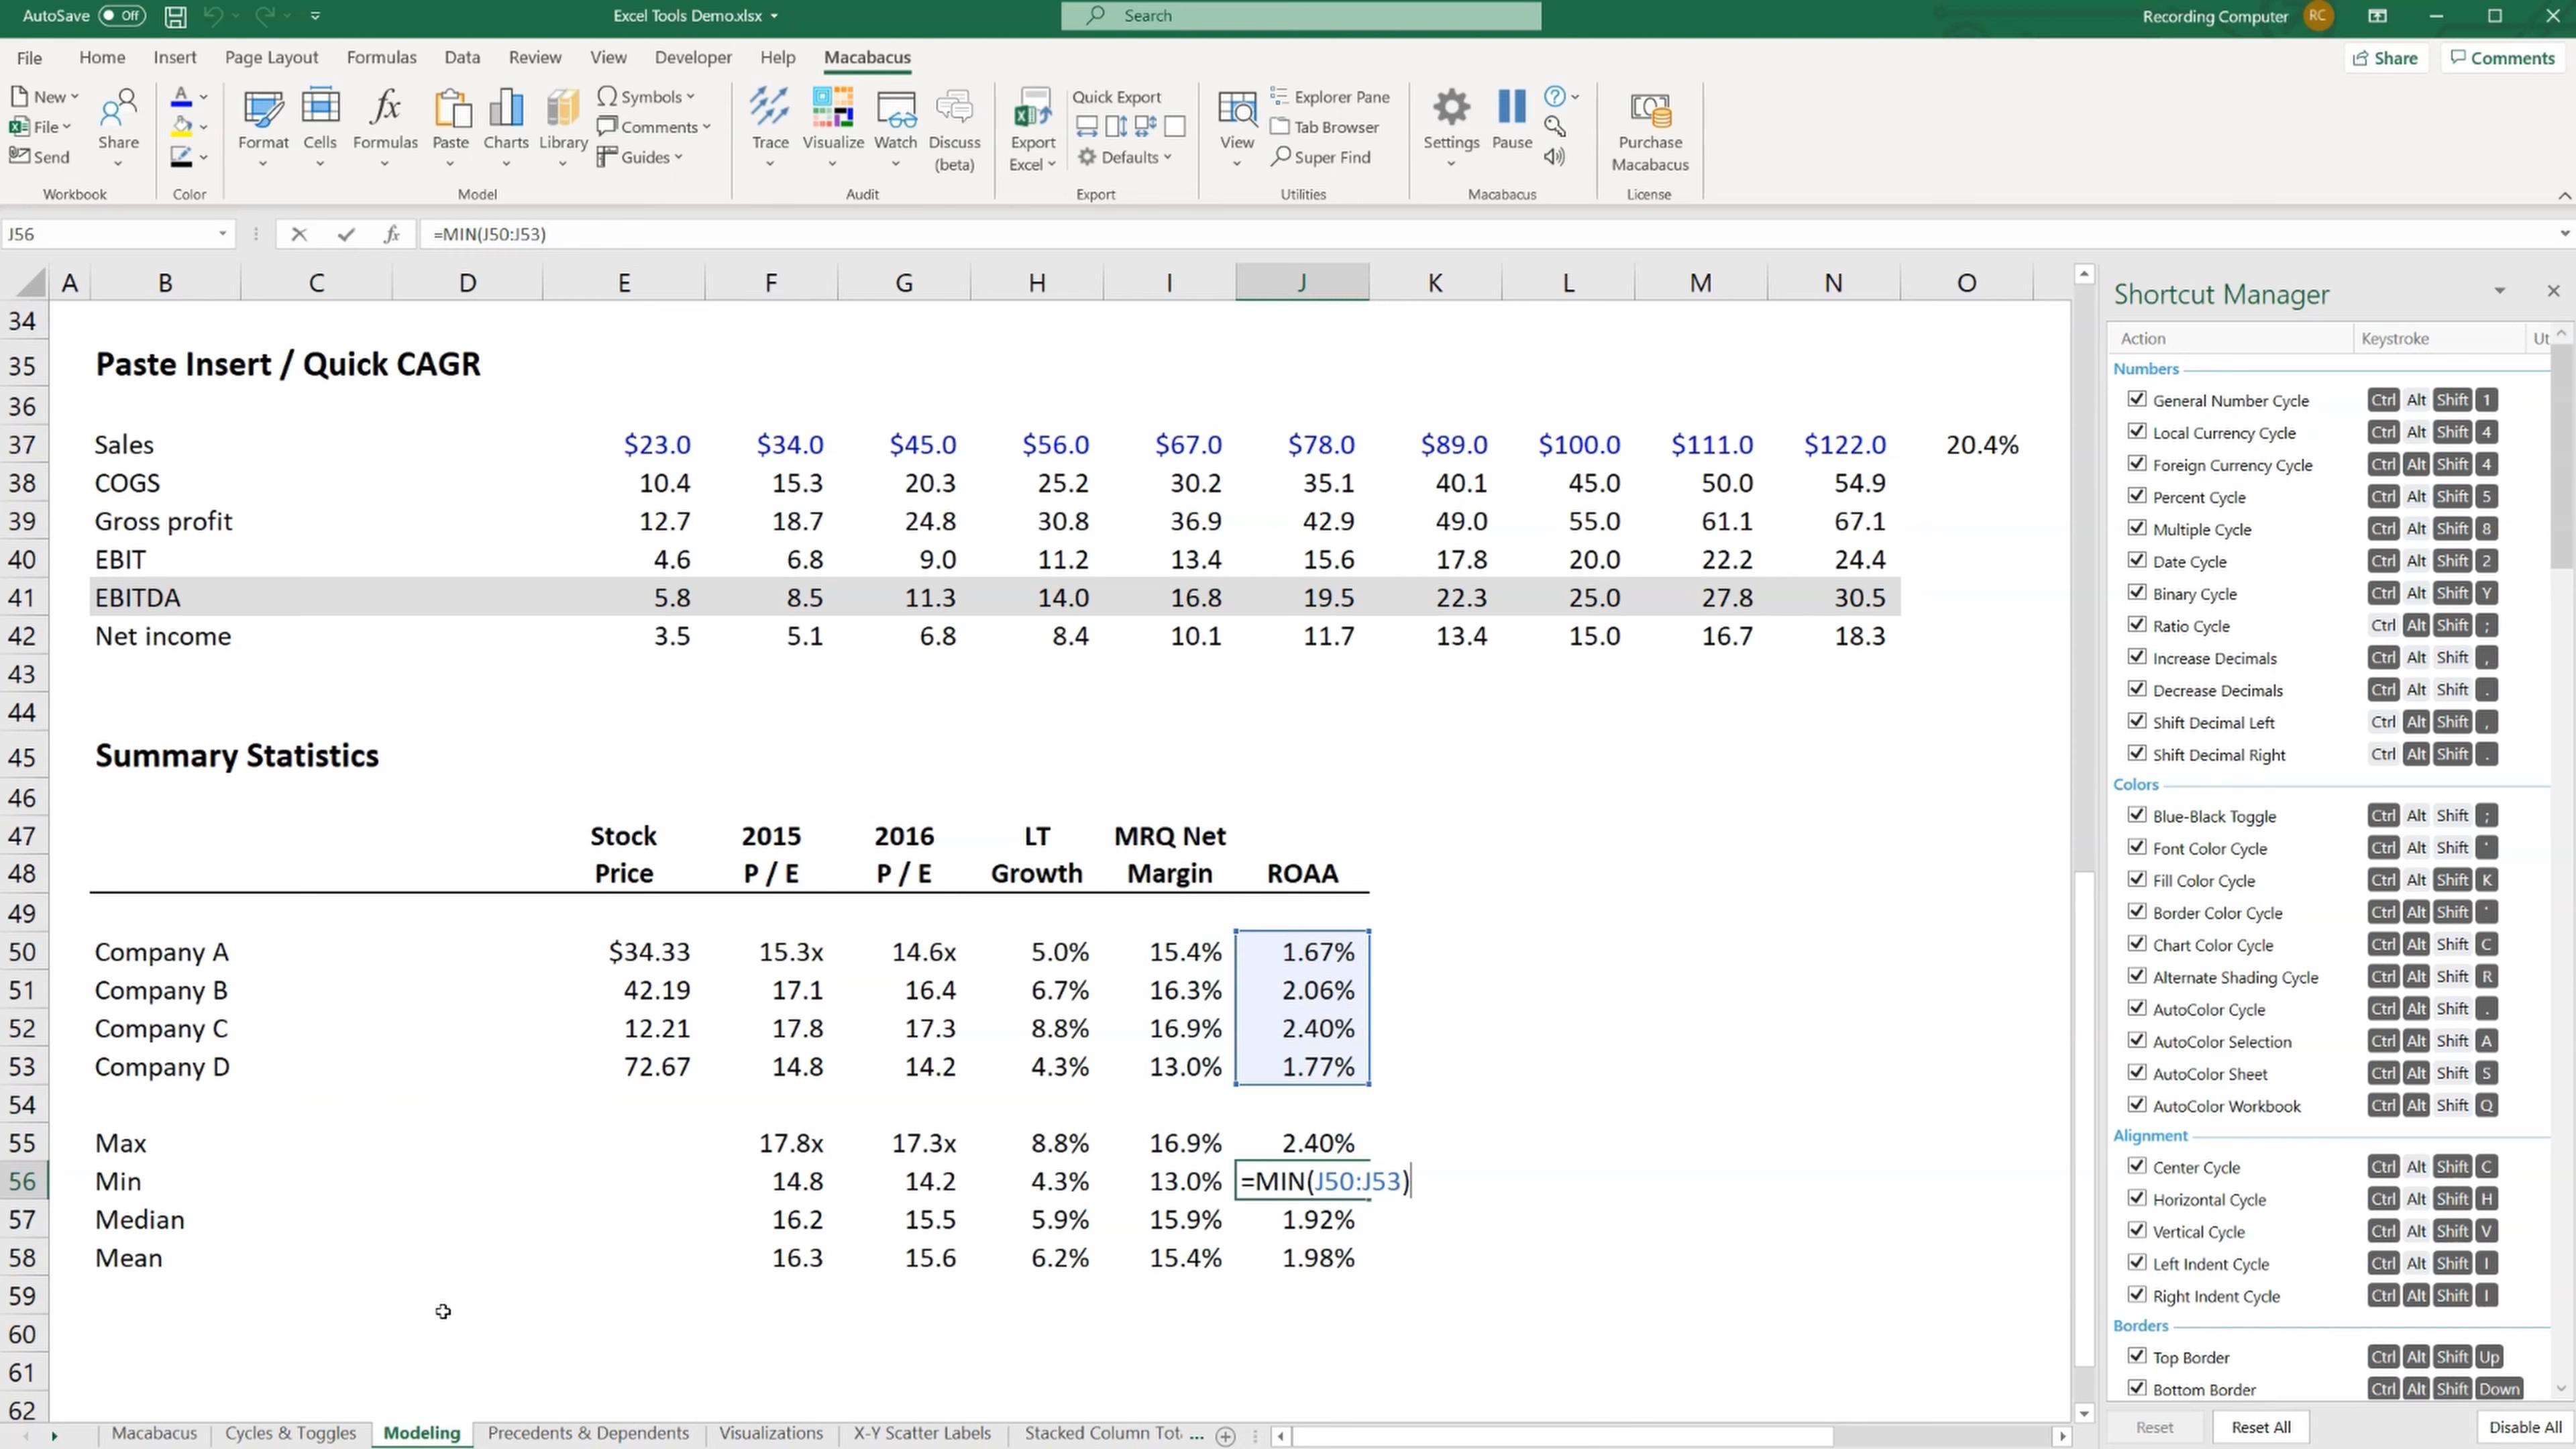 AutoSave Off Excel Tools Demo.xlsx Search Recording Computer RC
File Home Insert Page Layout Formulas Data Review View Developer Help Macabacus Share Comments
New File Send Share Workbook
A Color
Format Cells Formulas Paste Charts Library Symbols Comments Guides Model
Trace Visualize Watch Discuss (beta) Audit
Export Excel Quick Export Defaults Export
View Explorer Pane Tab Browser Super Find Utilities
Settings Pause Macabacus
Purchase Macabacus License
J56 fx =MIN(J50:J53)
A B C D E F G H I J K L M N O
34
35 Paste Insert / Quick CAGR
36
37 Sales $23.0 $34.0 $45.0 $56.0 $67.0 $78.0 $89.0 $100.0 $111.0 $122.0 20.4%
38 COGS 10.4 15.3 20.3 25.2 30.2 35.1 40.1 45.0 50.0 54.9
39 Gross profit 12.7 18.7 24.8 30.8 36.9 42.9 49.0 55.0 61.1 67.1
40 EBIT 4.6 6.8 9.0 11.2 13.4 15.6 17.8 20.0 22.2 24.4
41 EBITDA 5.8 8.5 11.3 14.0 16.8 19.5 22.3 25.0 27.8 30.5
42 Net income 3.5 5.1 6.8 8.4 10.1 11.7 13.4 15.0 16.7 18.3
43
44
45 Summary Statistics
46
47 Stock 2015 2016 LT MRQ Net
48 Price P / E P / E Growth Margin ROAA
49
50 Company A $34.33 15.3x 14.6x 5.0% 15.4% 1.67%
51 Company B 42.19 17.1 16.4 6.7% 16.3% 2.06%
52 Company C 12.21 17.8 17.3 8.8% 16.9% 2.40%
53 Company D 72.67 14.8 14.2 4.3% 13.0% 1.77%
54
55 Max 17.8x 17.3x 8.8% 16.9% 2.40%
56 Min 14.8 14.2 4.3% 13.0% =MIN(J50:J53)
57 Median 16.2 15.5 5.9% 15.9% 1.92%
58 Mean 16.3 15.6 6.2% 15.4% 1.98%
59
60
61
62
Macabacus Cycles & Toggles Modeling Precedents & Dependents Visualizations X-Y Scatter Labels Stacked Column Tot ...
Shortcut Manager
Action Keystroke Ut
Numbers
General Number Cycle Ctrl Alt Shift 1
Local Currency Cycle Ctrl Alt Shift 4
Foreign Currency Cycle Ctrl Alt Shift 4
Percent Cycle Ctrl Alt Shift 5
Multiple Cycle Ctrl Alt Shift 8
Date Cycle Ctrl Alt Shift 2
Binary Cycle Ctrl Alt Shift Y
Ratio Cycle Ctrl Alt Shift ;
Increase Decimals Ctrl Alt Shift ,
Decrease Decimals Ctrl Alt Shift .
Shift Decimal Left Ctrl Alt Shift ,
Shift Decimal Right Ctrl Alt Shift .
Colors
Blue-Black Toggle Ctrl Alt Shift ;
Font Color Cycle Ctrl Alt Shift '
Fill Color Cycle Ctrl Alt Shift K
Border Color Cycle Ctrl Alt Shift
Chart Color Cycle Ctrl Alt Shift C
Alternate Shading Cycle Ctrl Alt Shift R
AutoColor Cycle Ctrl Alt Shift .
AutoColor Selection Ctrl Alt Shift A
AutoColor Sheet Ctrl Alt Shift S
AutoColor Workbook Ctrl Alt Shift Q
Alignment
Center Cycle Ctrl Alt Shift C
Horizontal Cycle Ctrl Alt Shift H
Vertical Cycle Ctrl Alt Shift V
Left Indent Cycle Ctrl Alt Shift I
Right Indent Cycle Ctrl Alt Shift I
Borders
Top Border Ctrl Alt Shift Up
Bottom Border Ctrl Alt Shift Down
Reset Reset All Disable All